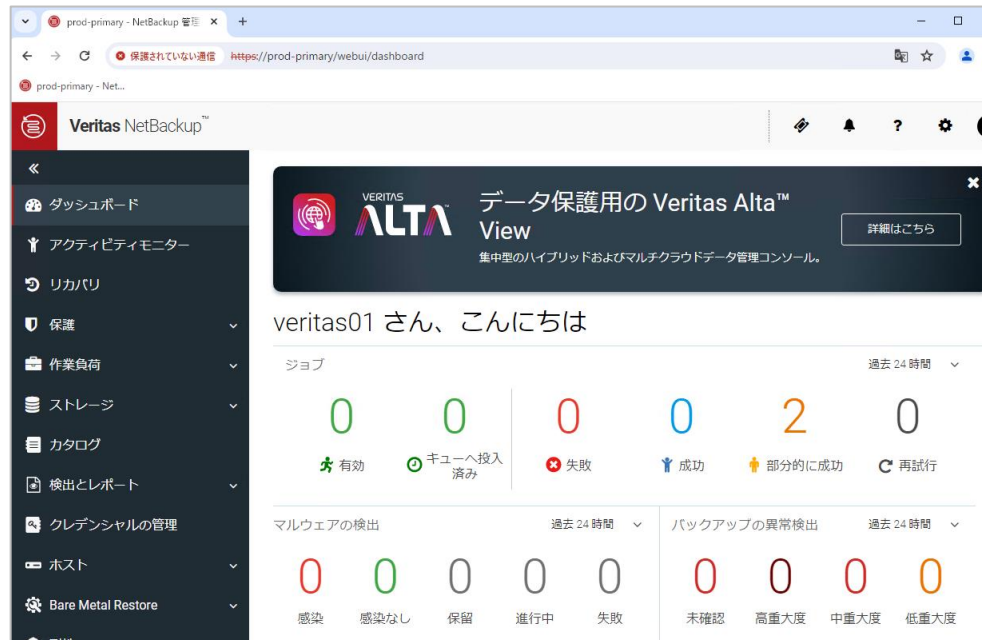 prod-primary - NetBackup 管理
保護されていない通信 https://prod-primary/webui/dashboard
prod-primary - Net...
Veritas NetBackup™
ダッシュボード
アクティビティモニター
リカバリ
保護
作業負荷
ストレージ
カタログ
検出とレポート
クレデンシャルの管理
ホスト
Bare Metal Restore
VERITAS
ALTA™
データ保護用の Veritas Alta™
View
集中型のハイブリッドおよびマルチクラウドデータ管理コンソール。
詳細はこちら
veritas01 さん、こんにちは
ジョブ 過去 24 時間
0 0 0 0 2 0
有効 キューへ投入
済み 失敗 成功 部分的に成功 再試行
マルウェアの検出 過去 24 時間
0 0 0 0 0
感染 感染なし 保留 進行中 失敗
バックアップの異常検出 過去 24 時間
0 0 0 0
未確認 高重大度 中重大度 低重大度